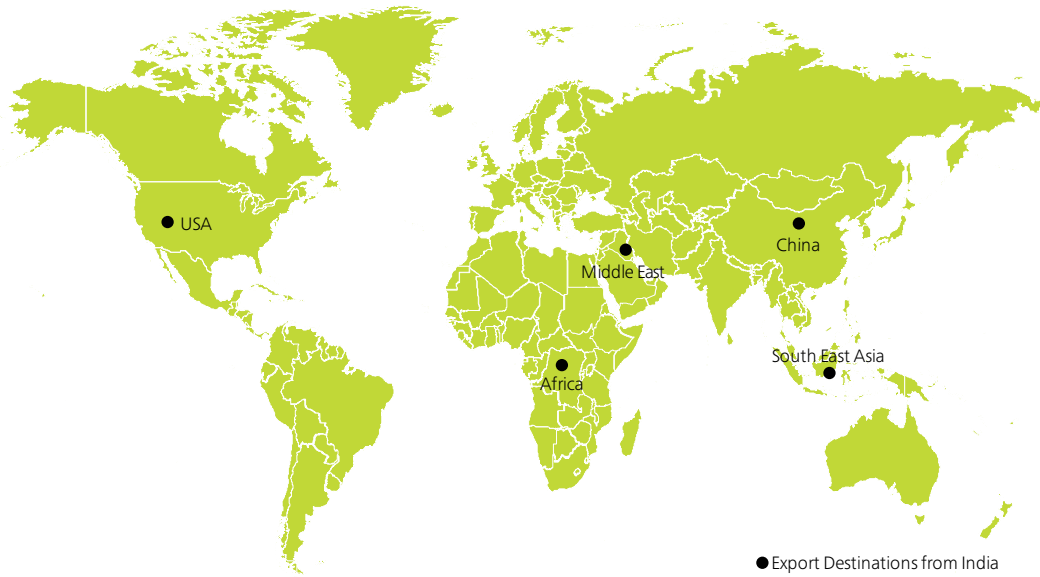 USA
China
Middle East
South East Asia
Africa
Export Destinations from India